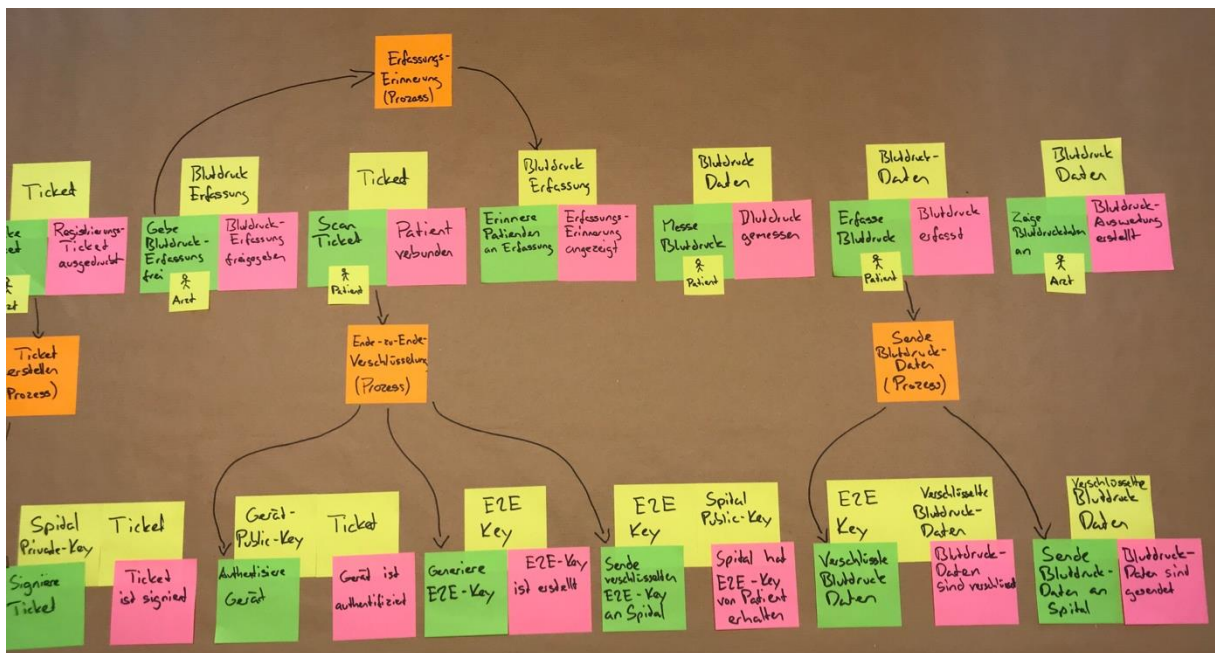 Erfassungs-
Erinnerung
(Prozess)
Ticket
Registrierungs-
Ticket
ausgedruckt
Blutdruck
Erfassung
Gebe
Blutdruck-
Erfassung
frei
Arzt
Blutdruck-
Erfassung
freigegeben
Ticket
Scan
Ticket
Patient
Patient
verbunden
Blutdruck
Erfassung
Erinnere
Patienten
an Erfassung
Erfassungs-
Erinnerung
angezeigt
Blutdruck
Daten
Messe
Blutdruck
Patient
Blutdruck
gemessen
Blutdruck-
Daten
Erfasse
Blutdruck
Patient
Blutdruck
erfasst
Blutdruck
Daten
Zeige
Blutdruckdaten
an
Arzt
Blutdruck-
Auswertung
erstellt
Ticket
erstellen
Prozess)
Ende-zu-Ende-
Verschlüsselung
(Prozess)
Sende
Blutdruck-
Daten
(Prozess)
Spital
Private-Key
Ticket
Signiere
Ticket
Ticket
ist signiert
Gerät-
Public-Key
Ticket
Authentisiere
Gerät
Gerät ist
authentifiziert
E2E
Key
Generiere
E2E-Key
E2E-Key
ist erstellt
E2E
Key
Spital
Public-Key
Sende
verschlüsselten
E2E-Key
an Spital
Spital hat
E2E-Key
von Patient
erhalten
E2E
Key
Verschlüsselte
Blutdruck-
Daten
Verschlüssle
Blutdruck
Daten
Blutdruck-
Daten
sind verschlüsselt
Verschlüsselte
Blutdruck
Daten
Sende
Blutdruck-
Daten an
Spital
Blutdruck-
Daten sind
gesendet